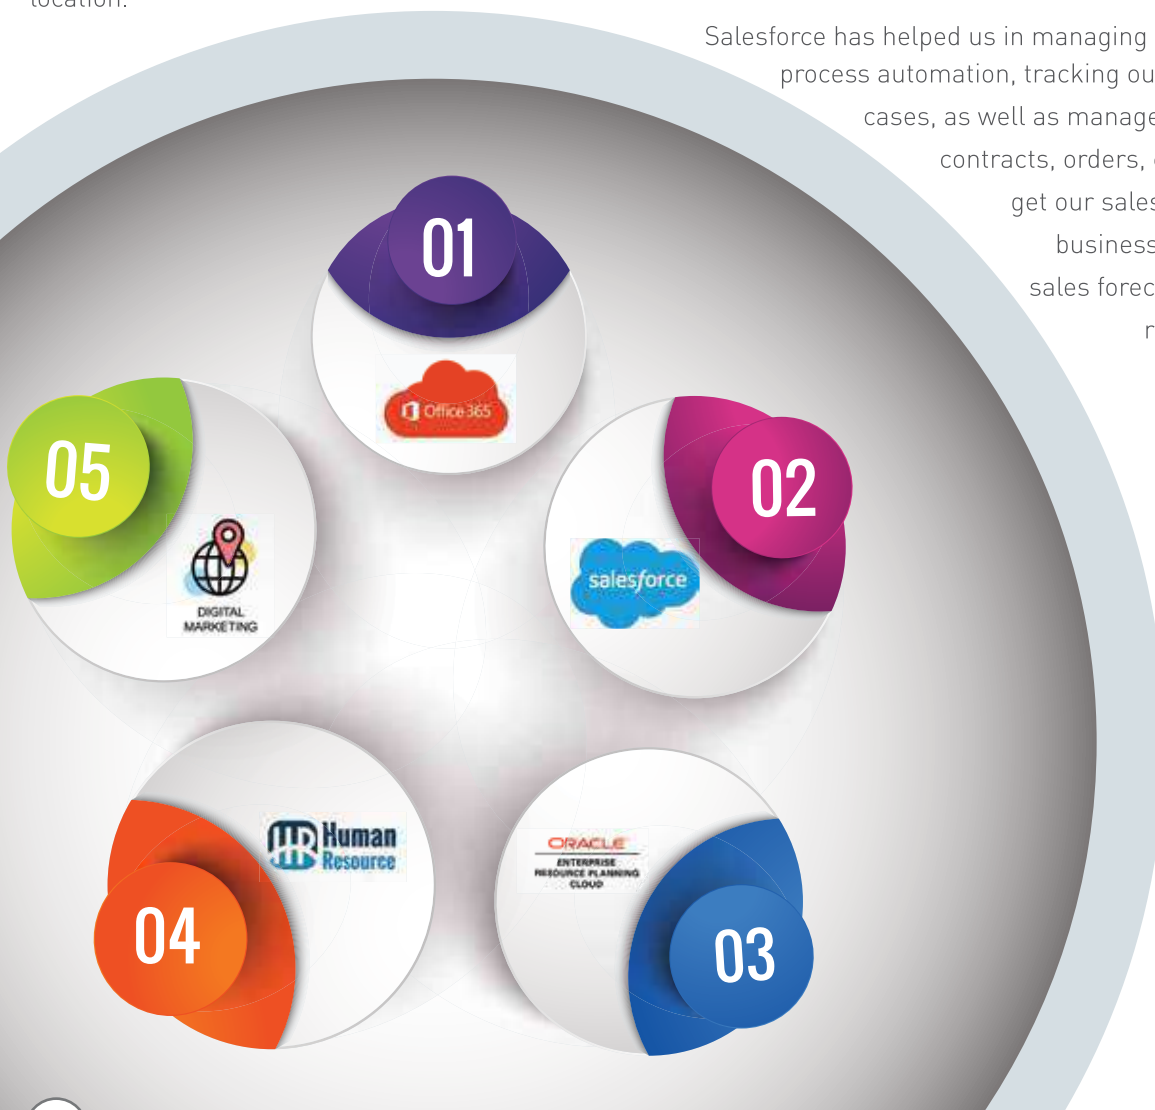 location.
Salesforce has helped us in managing
process automation, tracking ou
cases, as well as manage
contracts, orders,
get our sales
business
sales forec
01
Office 365
05
02
DIGITAL
MARKETING
salesforce
HR Human
Resource
ORACLE
ENTERPRISE
RESOURCE PLANNING
CLOUD
04
03